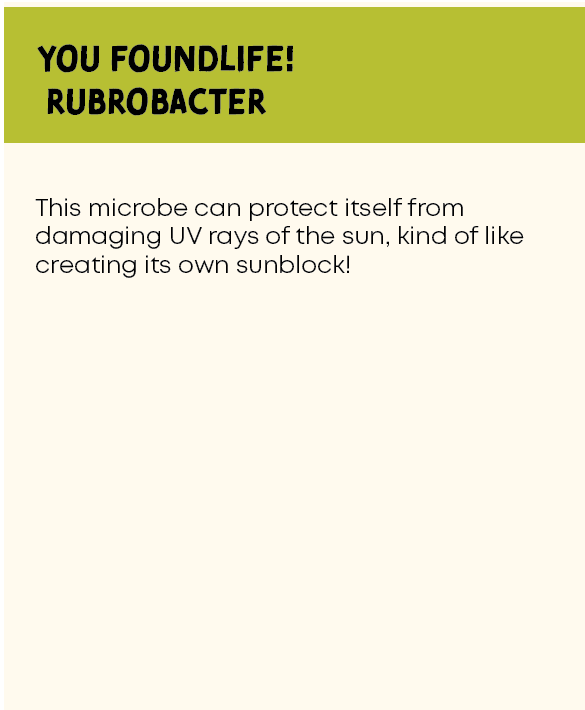 YOU FOUNDLIFE!
RUBROBACTER
This microbe can protect itself from
damaging UV rays of the sun, kind of like
creating its own sunblock!